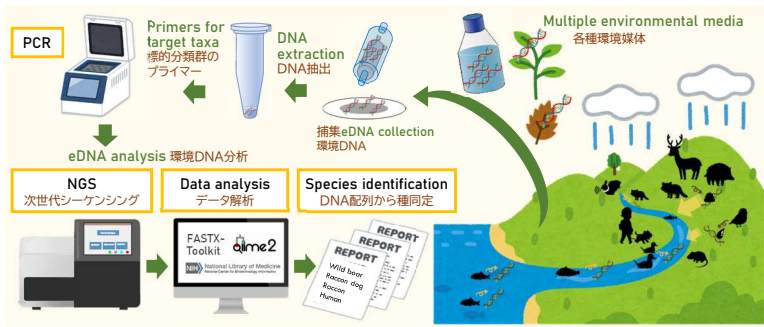 PCR
Primers for
target taxa
標的分類群の
プライマー
DNA
extraction
DNA抽出
捕集eDNA collection
環境DNA
Multiple environmental media
各種環境媒体
eDNA analysis 環境DNA分析
NGS
次世代シーケンシング
Data analysis
データ解析
Species identification
DNA配列から種同定
FASTX-
Toolkit
qiime2
NIH National Library of Medicine
National Center for Biotechnology Information
REPORT
REPORT
REPORT
Wild boar
Raccon dog
Roccon
Human